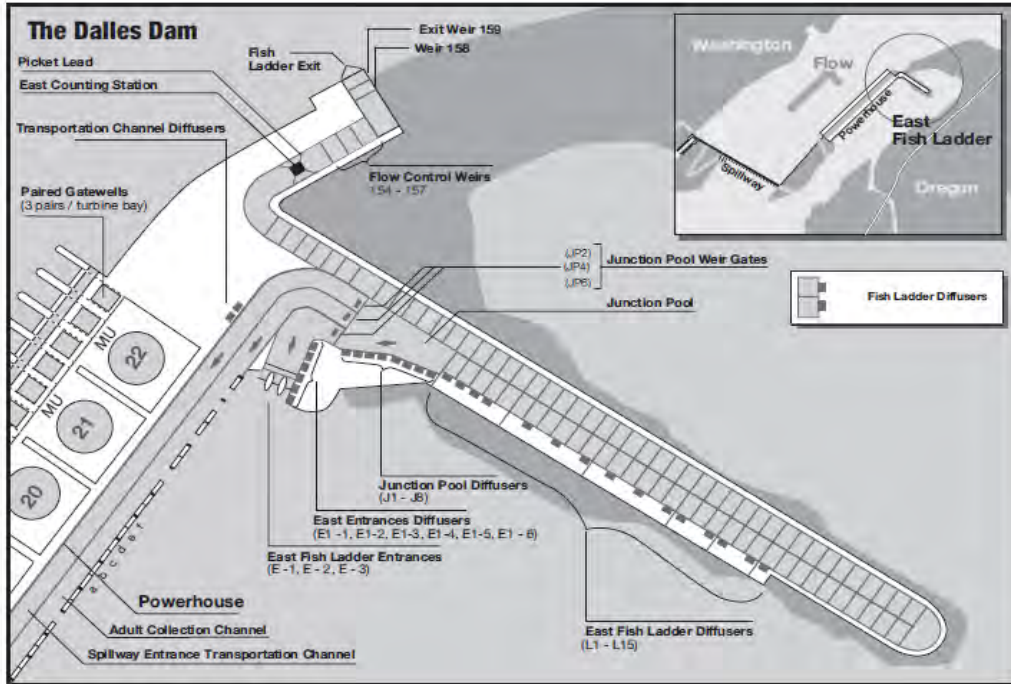 The Dalles Dam
Exit Weir 159
Weir 158
Fish
Ladder Exit
Picket Lead
East Counting Station
Transportation Channel Diffusers
Paired Gatewells
(3 pairs / turbine bay)
Flow Control Weirs
154 - 157
Washington
Flow
Powerhouse
East
Fish Ladder
Spillway
Oregon
(JP2)
(JP4)
(JP6)
Junction Pool Weir Gates
Junction Pool
Fish Ladder Diffusers
MU
22
MU
21
20
a b c d e f
Junction Pool Diffusers
(J1 - J8)
East Entrances Diffusers
(E1 -1, E1-2, E1-3, E1-4, E1-5, E1 - 6)
East Fish Ladder Entrances
(E -1, E - 2, E - 3)
Powerhouse
Adult Collection Channel
Spillway Entrance Transportation Channel
East Fish Ladder Diffusers
(L1 - L15)